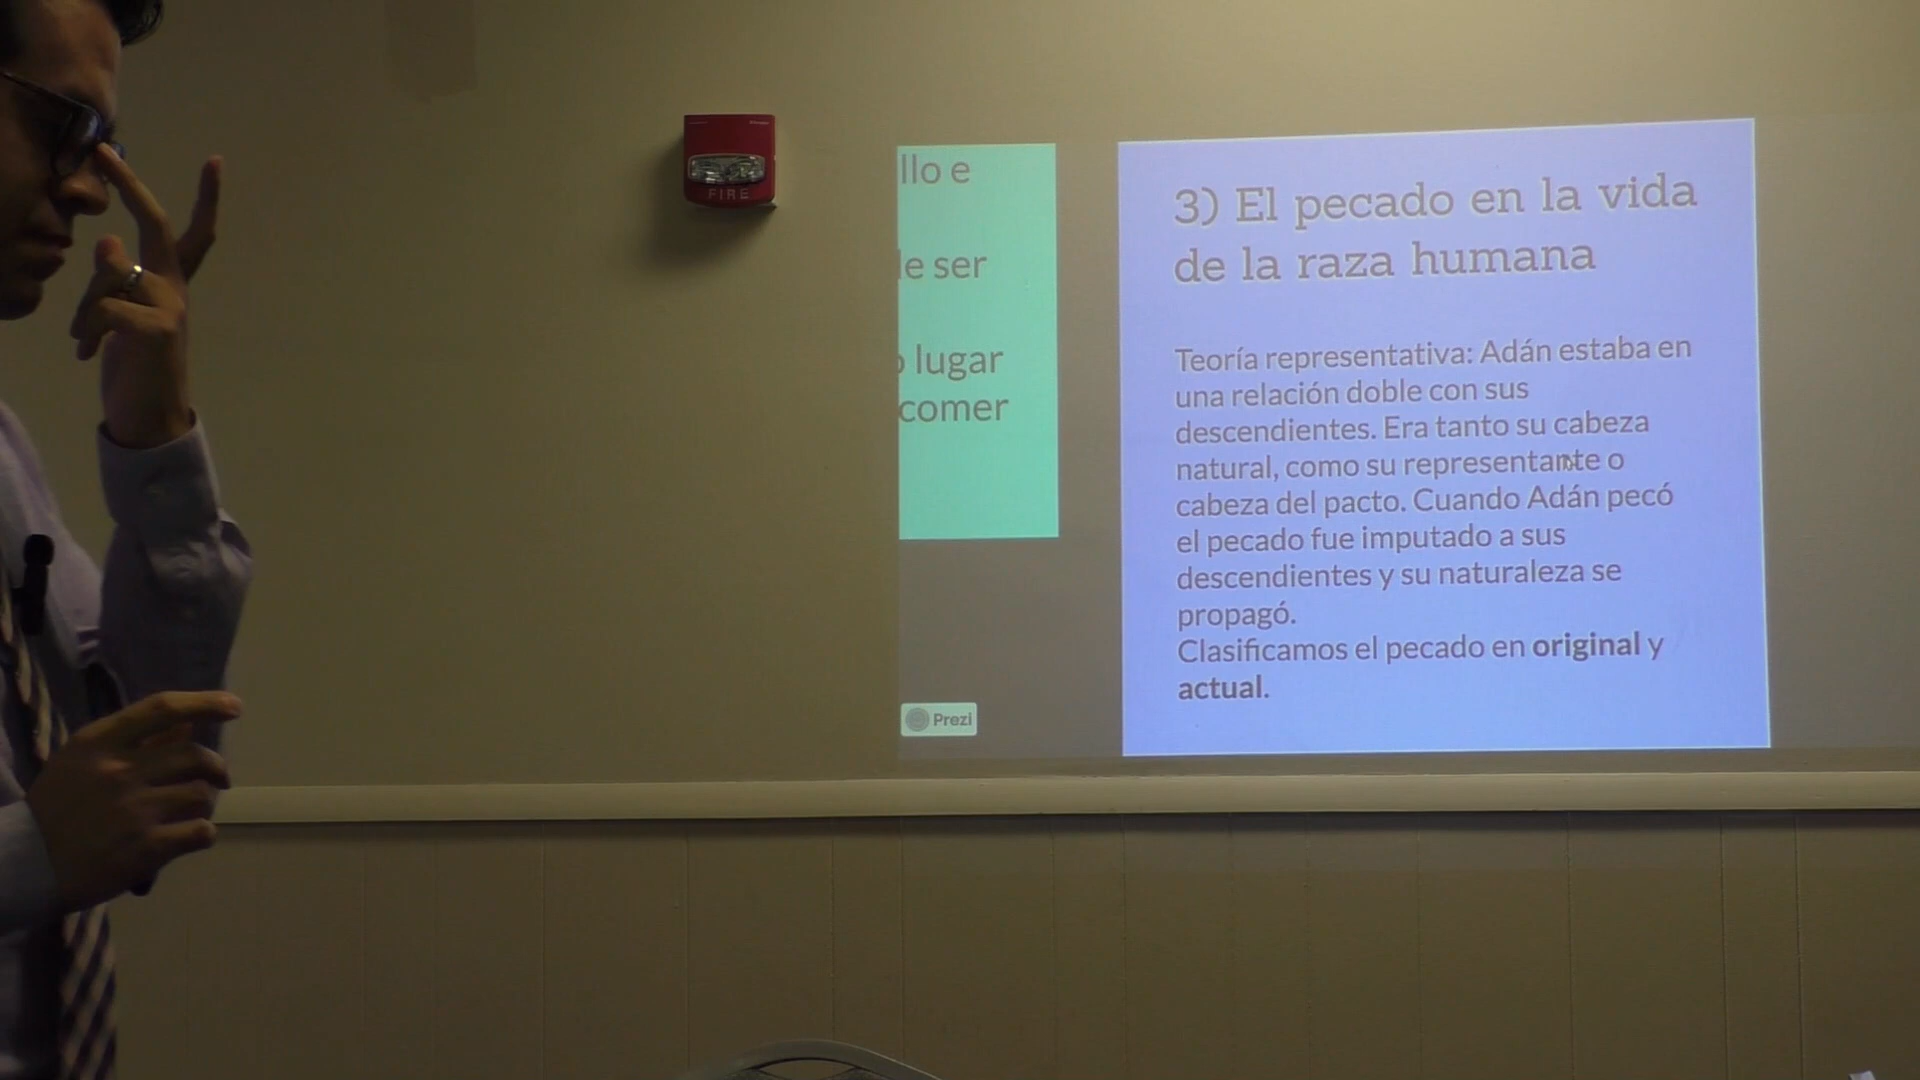 FIRE
llo e
de ser
lugar
comer
Prezi
3) El pecado en la vida
de la raza humana
Teoría representativa: Adán estaba en
una relación doble con sus
descendientes. Era tanto su cabeza
natural, como su representante o
cabeza del pacto. Cuando Adán pecó
el pecado fue imputado a sus
descendientes y su naturaleza se
propagó.
Clasificamos el pecado en original y
actual.